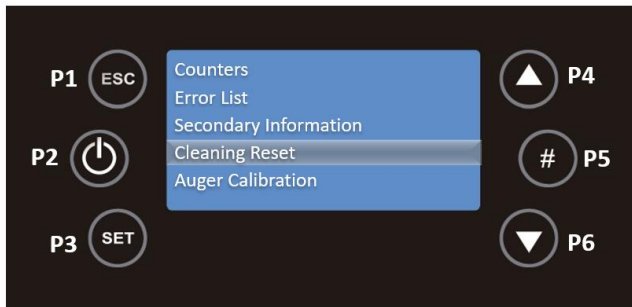 P1 ESC
P2
P3 SET
Counters
Error List
Secondary Information
Cleaning Reset
Auger Calibration
P4
# P5
P6